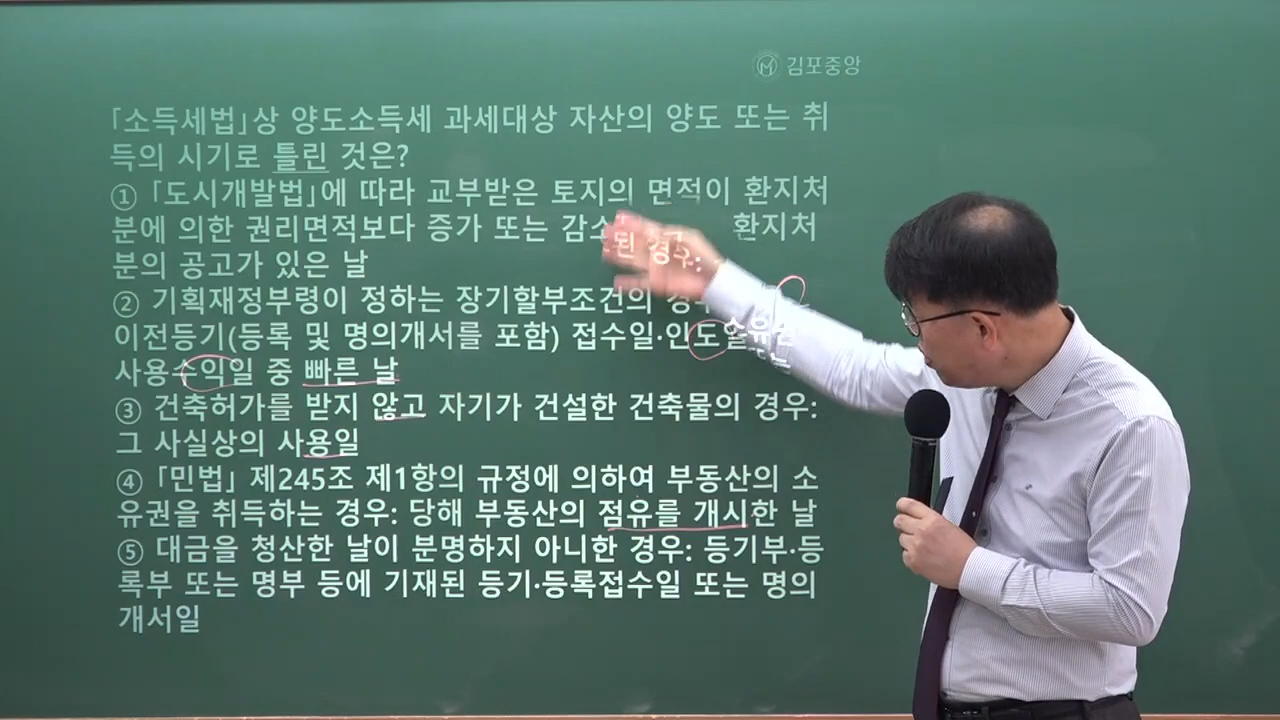 김포중앙
「소득세법」상 양도소득세 과세대상 자산의 양도 또는 취
득의 시기로 틀린 것은?
① 「도시개발법」에 따라 교부받은 토지의 면적이 환지처
분에 의한 권리면적보다 증가 또는 감소된 경우: 환지처
분의 공고가 있은 날
② 기획재정부령이 정하는 장기할부조건의 경우
이전등기(등록 및 명의개서를 포함) 접수일·인도일
사용수익일 중 빠른 날
③ 건축허가를 받지 않고 자기가 건설한 건축물의 경우:
그 사실상의 사용일
④ 「민법」 제245조 제1항의 규정에 의하여 부동산의 소
유권을 취득하는 경우: 당해 부동산의 점유를 개시한 날
⑤ 대금을 청산한 날이 분명하지 아니한 경우: 등기부·등
록부 또는 명부 등에 기재된 등기·등록접수일 또는 명의
개서일